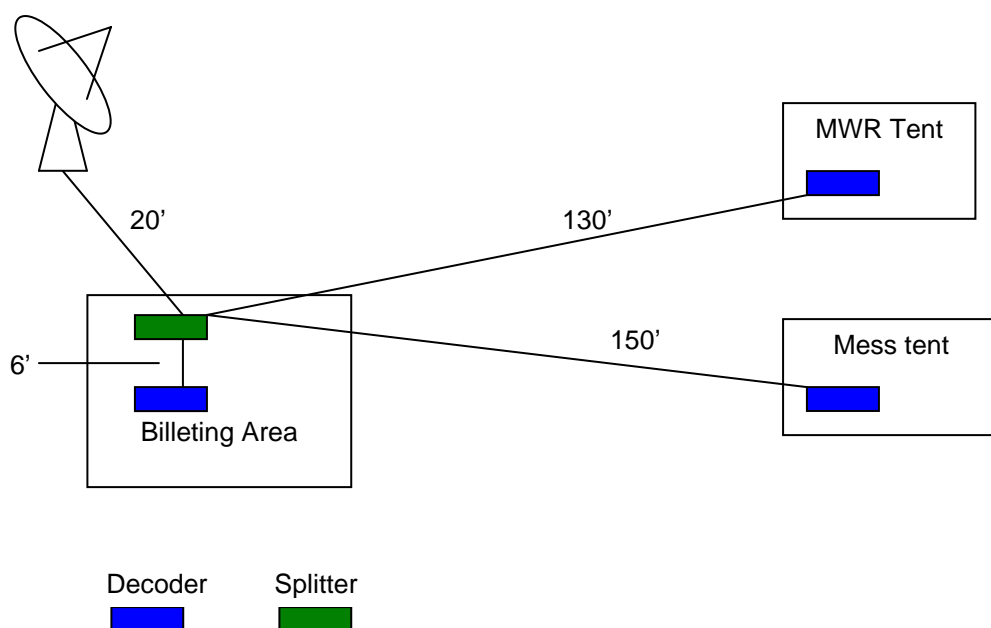 MWR Tent
20’
130’
150’
Mess tent
6’
Billeting Area
Decoder Splitter